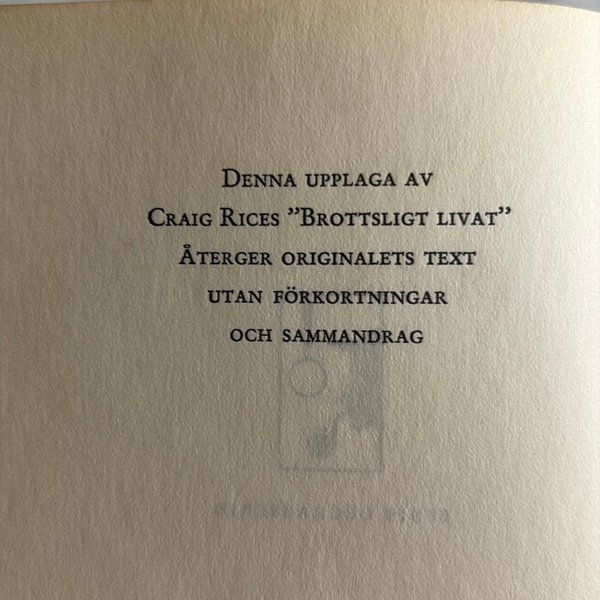 Denna upplaga av
Craig Rices ”Brottsligt livat”
Återger originalets text
utan förkortningar
och sammandrag